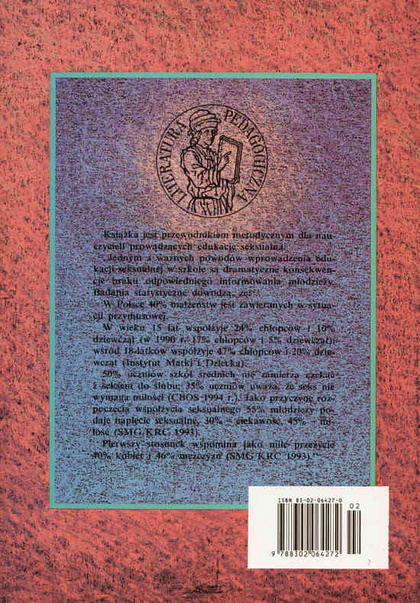 LITERATURA PEDAGOGICZNA
Książka jest przewodnikiem metodycznym dla nau-
czycieli prowadzących edukację seksualną.
„Jednym z ważnych powodów wprowadzenia edu-
kacji seksualnej w szkole są dramatyczne konsekwen-
cje braku odpowiedniego informowania młodzieży.
Badania statystyczne dowodzą, że:
– W Polsce 40% małżeństw jest zawieranych w sytua-
cji przymusowej.
– W wieku 15 lat współżyje 24% chłopców i 10%
dziewcząt (w 1990 r. 17% chłopców i 5% dziewcząt);
wśród 18-latków współżyje 47% chłopców i 20% dzie-
wcząt (Instytut Matki i Dziecka).
– 50% uczniów szkół średnich nie zamierza czekać
z seksem do ślubu; 35% uczniów uważa, że seks nie
wymaga miłości (CBOS 1994 r.). Jako przyczynę roz-
poczęcia współżycia seksualnego 55% młodzieży po-
daje napięcie seksualne, 30% – ciekawość, 45% – mi-
łość (SMG/KRC 1993).
– Pierwszy stosunek wspomina jako miłe przeżycie
40% kobiet i 46% mężczyzn (SMG/KRC 1993)."
ISBN 83-02-06427-0
02
9 788302 064272